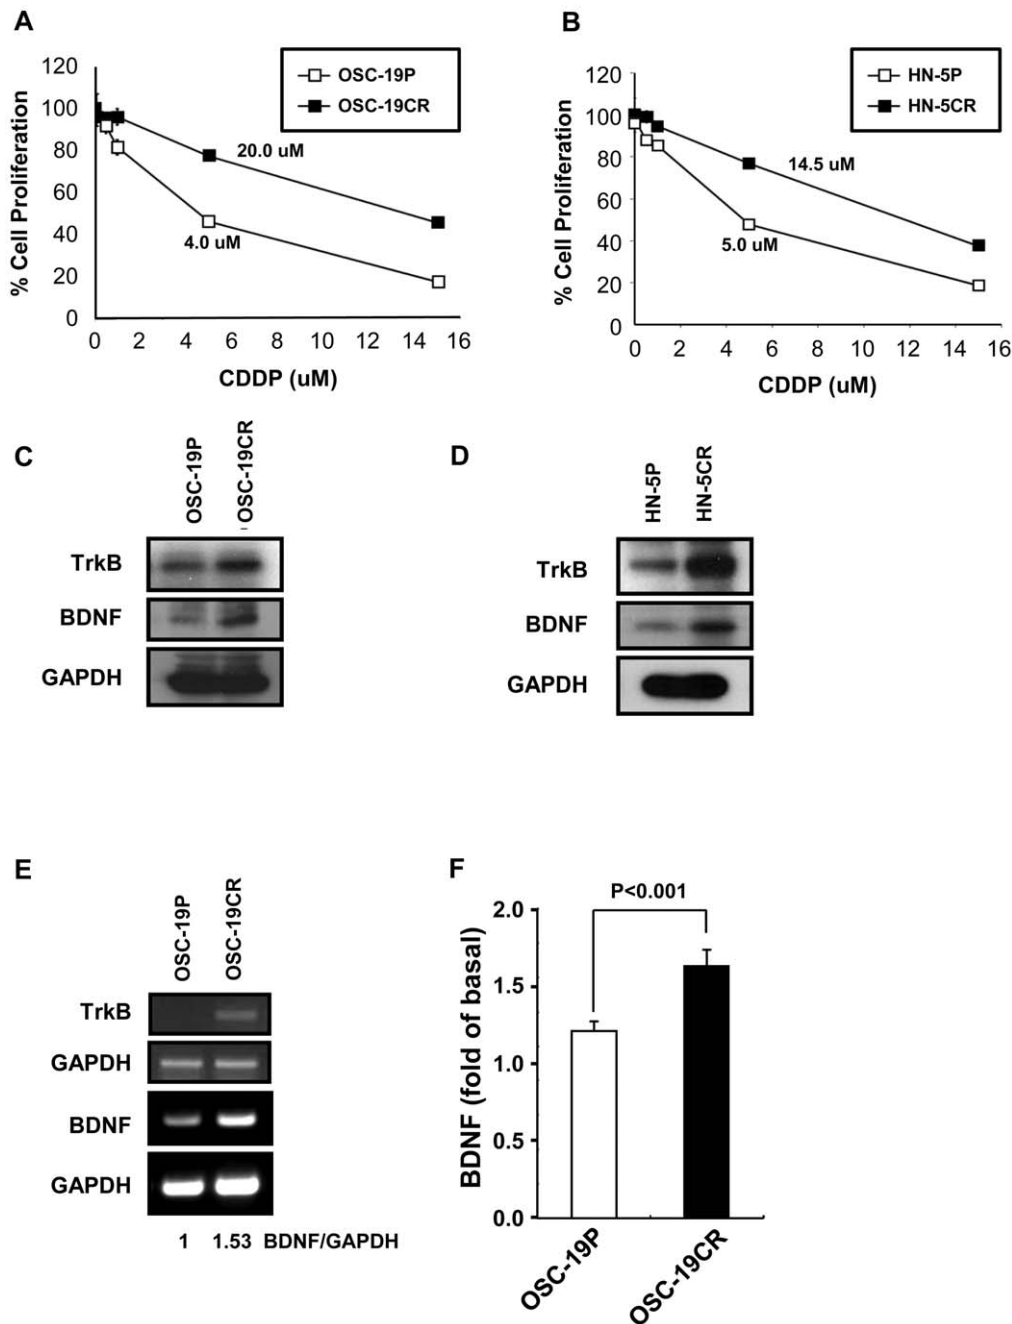 A
120
100
80
60
40
20
0
% Cell Proliferation
OSC-19P
OSC-19CR
20.0 uM
4.0 uM
0 2 4 6 8 10 12 14 16
CDDP (uM)
B
120
100
80
60
40
20
0
% Cell Proliferation
HN-5P
HN-5CR
14.5 uM
5.0 uM
0 2 4 6 8 10 12 14 16
CDDP (uM)
C
OSC-19P
OSC-19CR
TrkB
BDNF
GAPDH
D
HN-5P
HN-5CR
TrkB
BDNF
GAPDH
E
OSC-19P
OSC-19CR
TrkB
GAPDH
BDNF
GAPDH
1 1.53 BDNF/GAPDH
F
P<0.001
2.0
1.5
1.0
0.5
0.0
BDNF (fold of basal)
OSC-19P
OSC-19CR